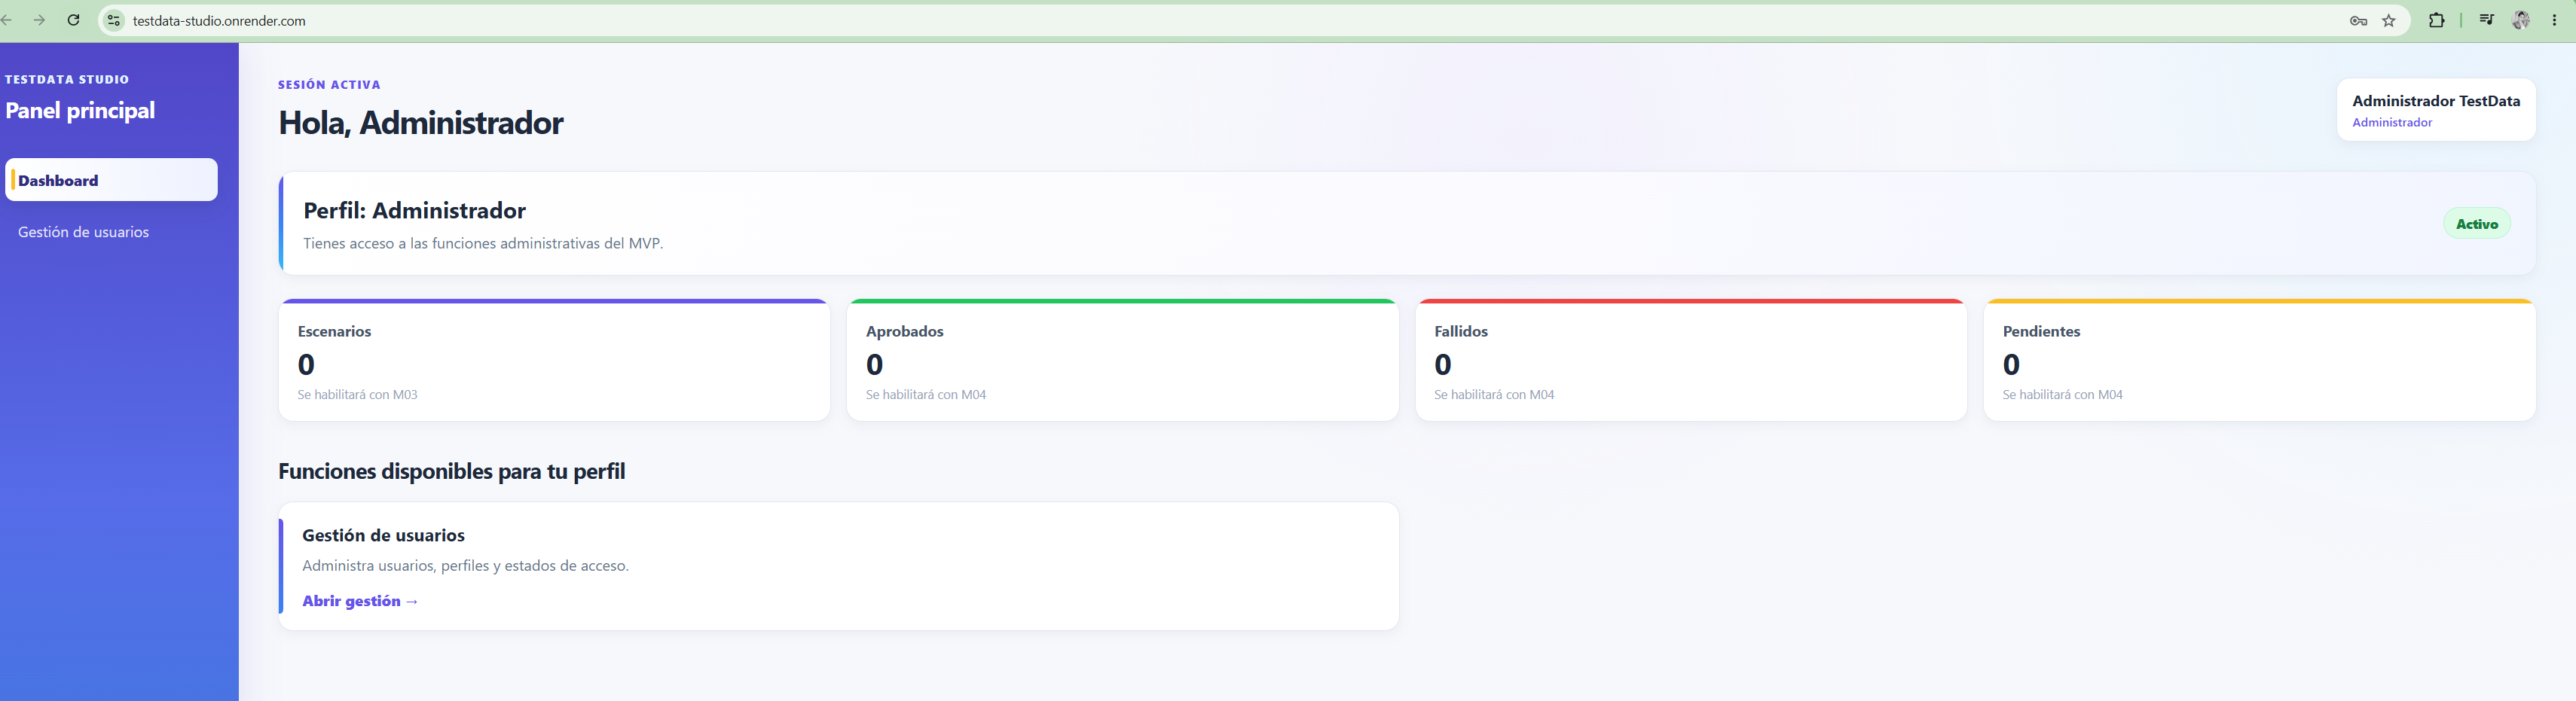 testdata-studio.onrender.com
TESTDATA STUDIO
Panel principal
Dashboard
Gestión de usuarios
SESIÓN ACTIVA
Hola, Administrador
Administrador TestData
Administrador
Perfil: Administrador
Tienes acceso a las funciones administrativas del MVP.
Activo
Escenarios
0
Se habilitará con M03
Aprobados
0
Se habilitará con M04
Fallidos
0
Se habilitará con M04
Pendientes
0
Se habilitará con M04
Funciones disponibles para tu perfil
Gestión de usuarios
Administra usuarios, perfiles y estados de acceso.
Abrir gestión →